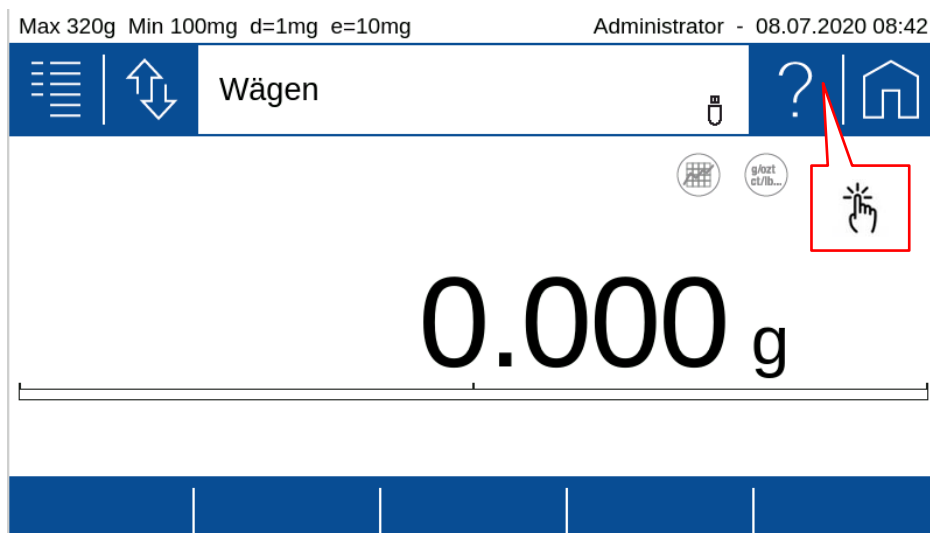 Max 320g Min 100mg d=1mg e=10mg Administrator - 08.07.2020 08:42
Wägen
?
g/ozt
ct/lb...
0.000 g